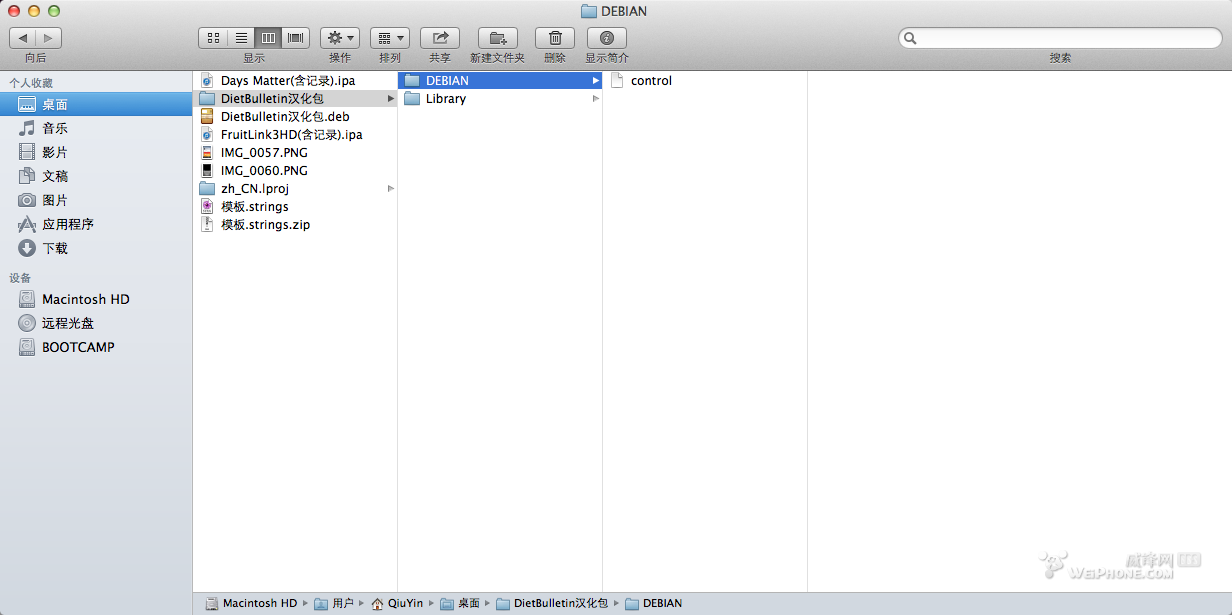 DEBIAN
向后
显示
操作
排列
共享
新建文件夹
删除
显示简介
搜索
个人收藏
桌面
音乐
影片
文稿
图片
应用程序
下载
设备
Macintosh HD
远程光盘
BOOTCAMP
Days Matter(含记录).ipa
DietBulletin汉化包
DietBulletin汉化包.deb
FruitLink3HD(含记录).ipa
IMG_0057.PNG
IMG_0060.PNG
zh_CN.lproj
模板.strings
模板.strings.zip
DEBIAN
Library
control
威锋网
WEIPHONE.COM
Macintosh HD ▸ 用户 ▸ QiuYin ▸ 桌面 ▸ DietBulletin汉化包 ▸ DEBIAN